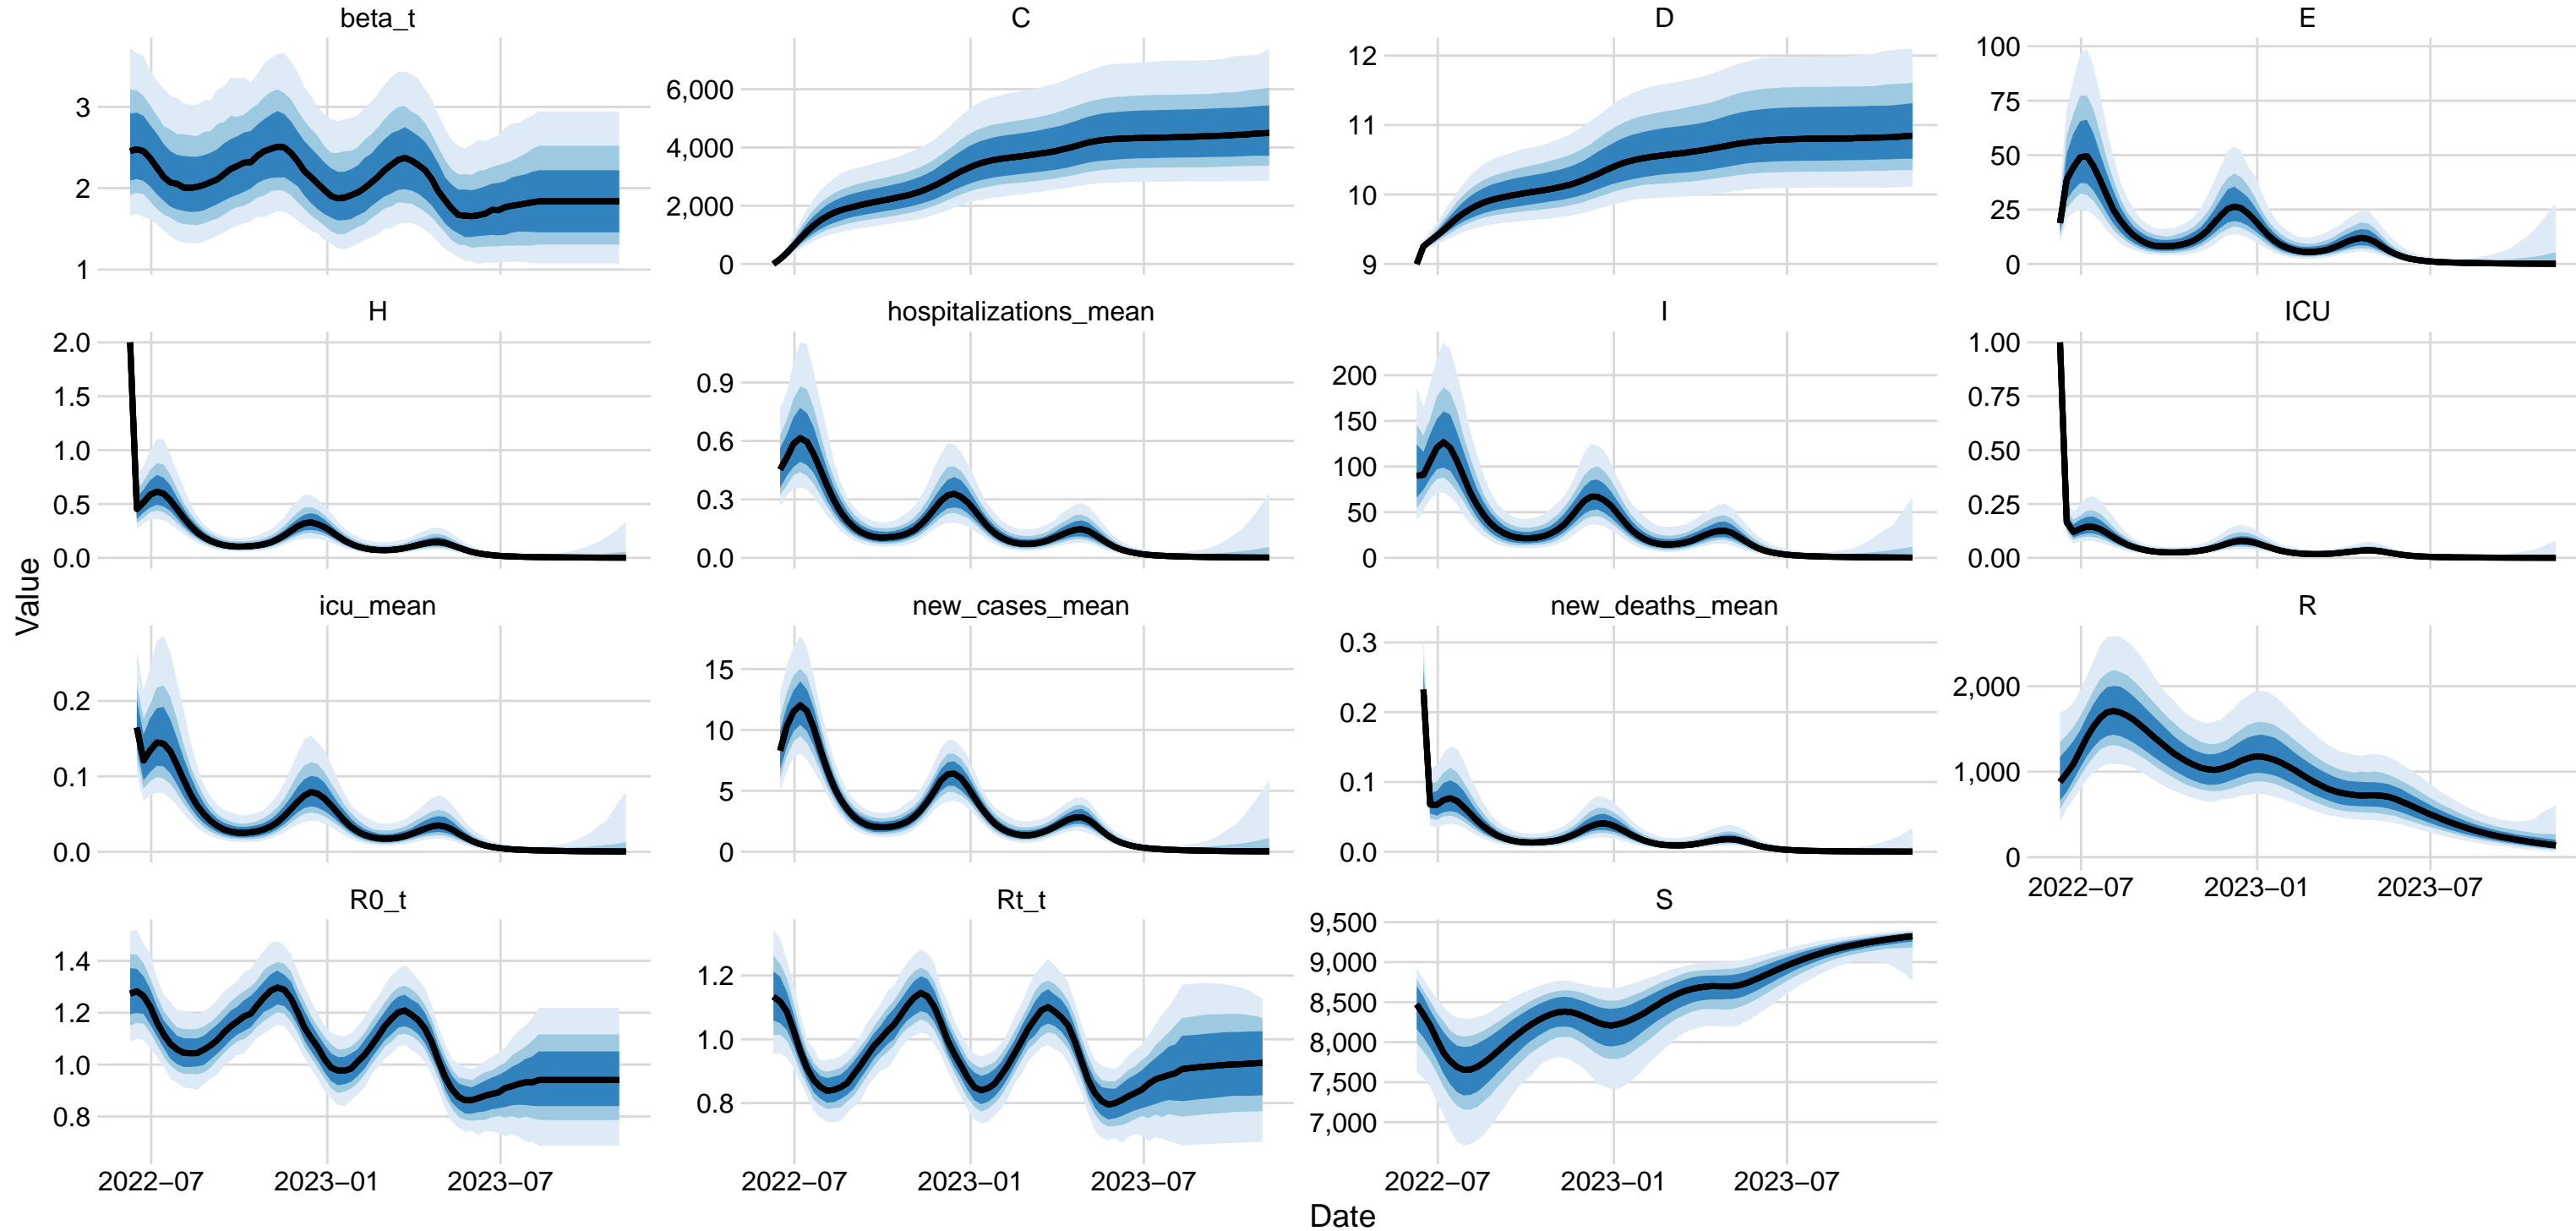 beta_t
C
D
E
3
2
1
6,000
4,000
2,000
0
12
11
10
9
100
75
50
25
0
H
hospitalizations_mean
I
ICU
2.0
1.5
1.0
0.5
0.0
0.9
0.6
0.3
0.0
200
150
100
50
0
1.00
0.75
0.50
0.25
0.00
Value
icu_mean
new_cases_mean
new_deaths_mean
R
0.2
0.1
0.0
15
10
5
0
0.3
0.2
0.1
0.0
2,000
1,000
0
2022−07 2023−01 2023−07
R0_t
Rt_t
S
1.4
1.2
1.0
0.8
1.2
1.0
0.8
9,500
9,000
8,500
8,000
7,500
7,000
2022−07 2023−01 2023−07
2022−07 2023−01 2023−07
2022−07 2023−01 2023−07
Date